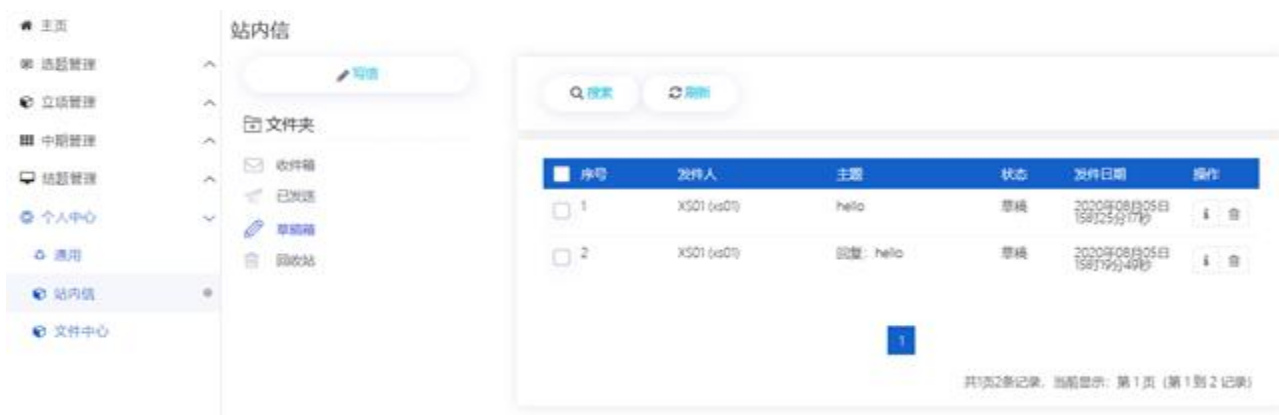 主页
选题管理
立项管理
中期管理
结题管理
个人中心
通用
站内信
文件中心
站内信
写信
文件夹
收件箱
已发送
草稿箱
回收站
搜索 刷新
序号 发件人 主题 状态 发件日期 操作
1 XS01 (xs01) hello 草稿 2020年08月05日
15时25分17秒
2 XS01 (xs01) 回复: hello 草稿 2020年08月05日
15时19分49秒
1
共1页2条记录, 当前显示: 第 1 页 (第 1 到 2 记录)